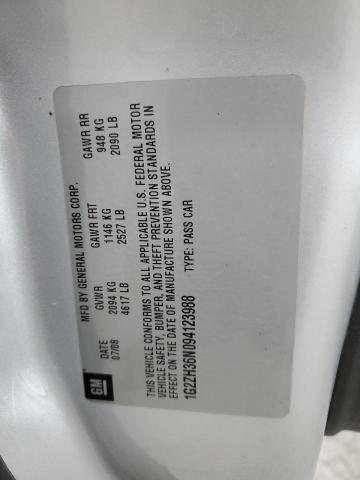 MFD BY GENERAL MOTORS CORP.
DATE GVWR GAWR FRT GAWR RR
07/08 2094 KG 1146 KG 948 KG
4617 LB 2527 LB 2090 LB
THIS VEHICLE CONFORMS TO ALL APPLICABLE U.S. FEDERAL MOTOR
VEHICLE SAFETY, BUMPER, AND THEFT PREVENTION STANDARDS IN
EFFECT ON THE DATE OF MANUFACTURE SHOWN ABOVE.
1G2ZH36N094123988 TYPE: PASS CAR
GM